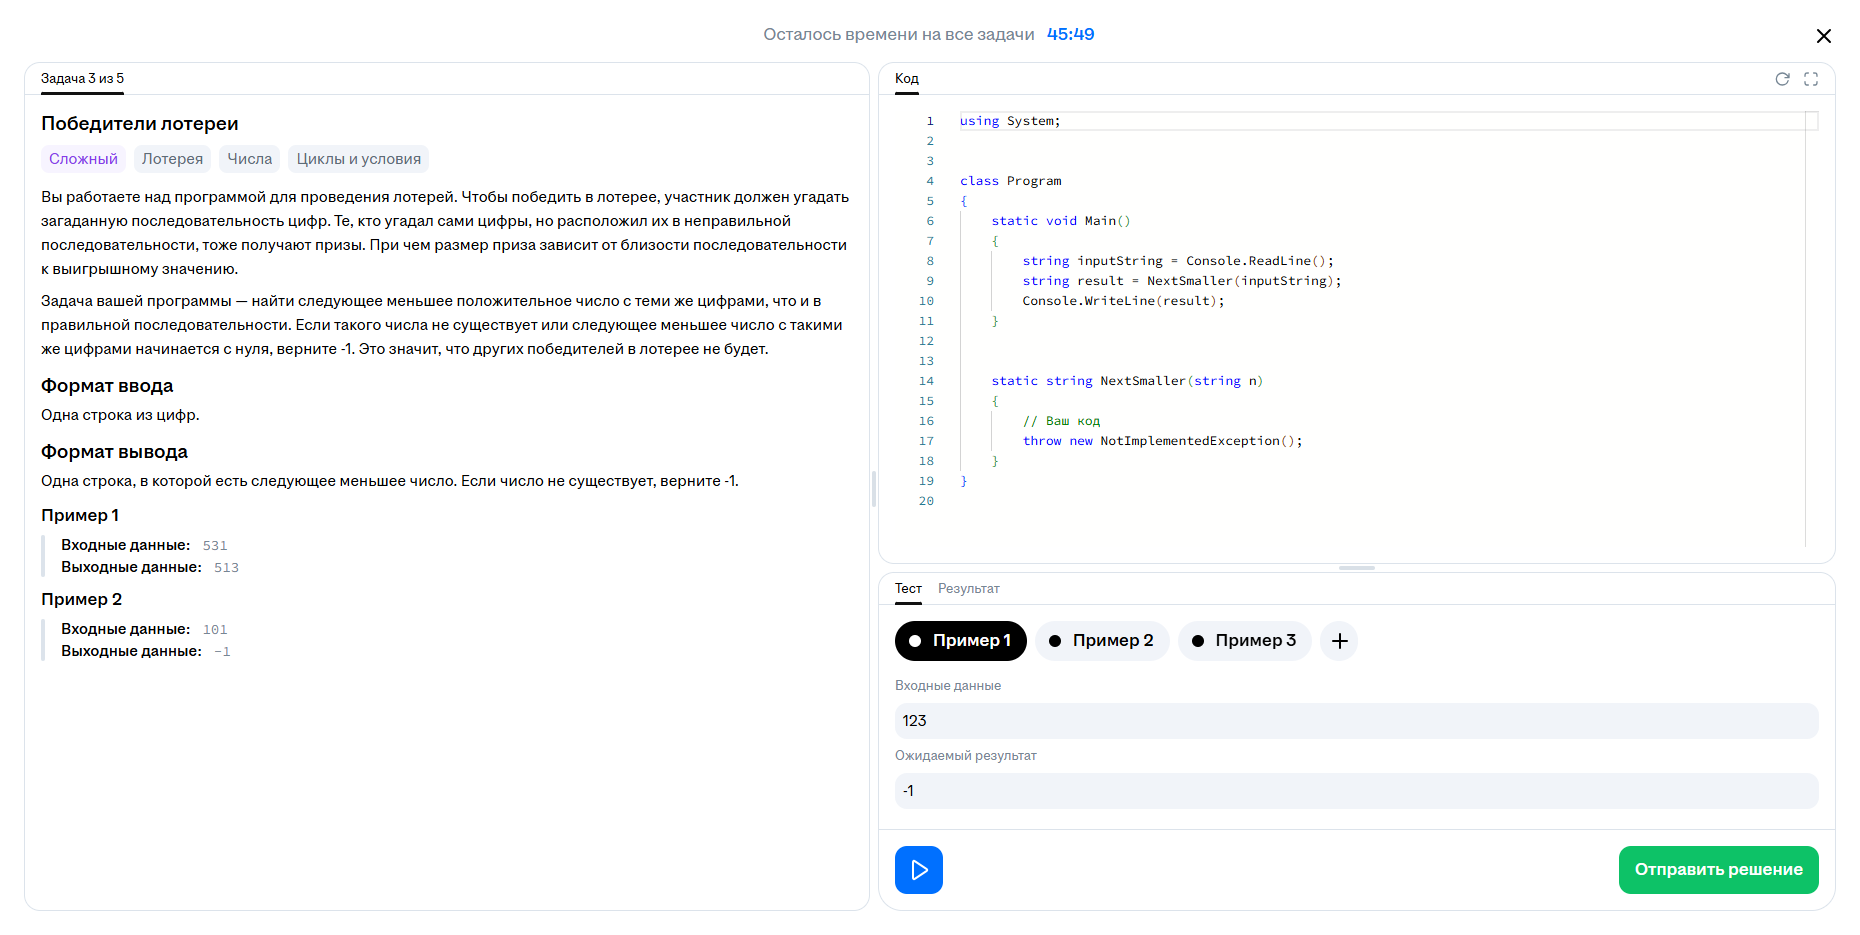 Осталось времени на все задачи 45:49
Задача 3 из 5
Победители лотереи
Сложный Лотерея Числа Циклы и условия
Вы работаете над программой для проведения лотерей. Чтобы победить в лотерее, участник должен угадать
загаданную последовательность цифр. Те, кто угадал сами цифры, но расположил их в неправильной
последовательности, тоже получают призы. При чем размер приза зависит от близости последовательности
к выигрышному значению.
Задача вашей программы — найти следующее меньшее положительное число с теми же цифрами, что и в
правильной последовательности. Если такого числа не существует или следующее меньшее число с такими
же цифрами начинается с нуля, верните -1. Это значит, что других победителей в лотерее не будет.
Формат ввода
Одна строка из цифр.
Формат вывода
Одна строка, в которой есть следующее меньшее число. Если число не существует, верните -1.
Пример 1
Входные данные: 531
Выходные данные: 513
Пример 2
Входные данные: 101
Выходные данные: -1
Код
1 using System;
2
3
4 class Program
5 {
6 static void Main()
7 {
8 string inputString = Console.ReadLine();
9 string result = NextSmaller(inputString);
10 Console.WriteLine(result);
11 }
12
13
14 static string NextSmaller(string n)
15 {
16 // Ваш код
17 throw new NotImplementedException();
18 }
19 }
20
Тест Результат
Пример 1 Пример 2 Пример 3
Входные данные
123
Ожидаемый результат
-1
Отправить решение